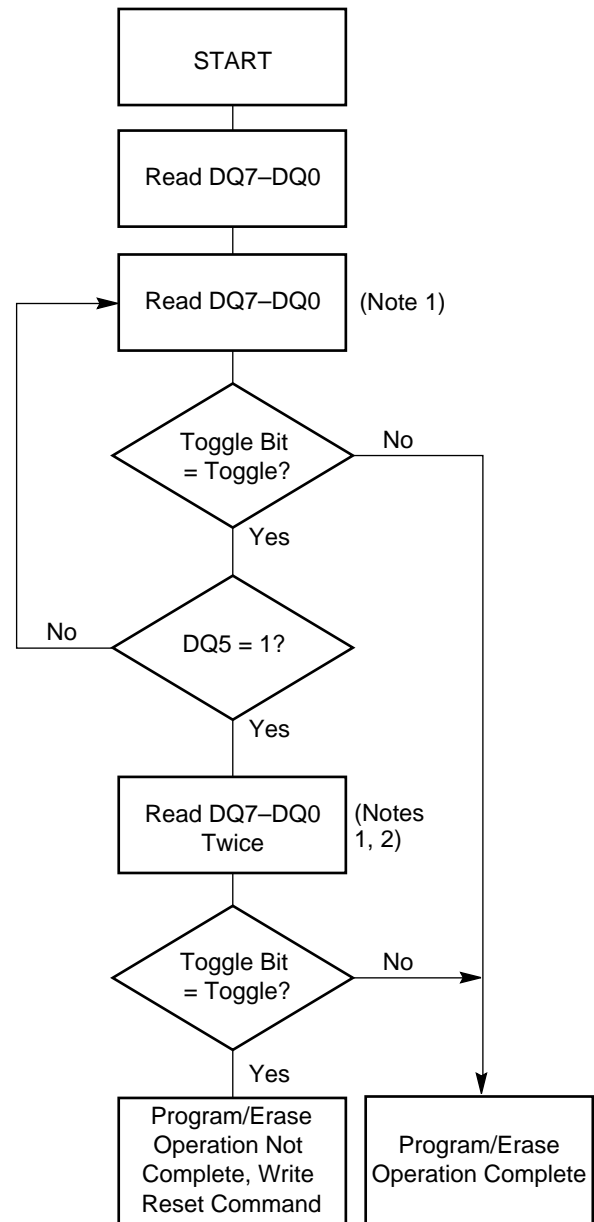 START
Read DQ7–DQ0
Read DQ7–DQ0
(Note 1)
Toggle Bit
= Toggle?
No
Yes
DQ5 = 1?
No
Yes
Read DQ7–DQ0
Twice
(Notes
1, 2)
Toggle Bit
= Toggle?
No
Yes
Program/Erase
Operation Not
Complete, Write
Reset Command
Program/Erase
Operation Complete